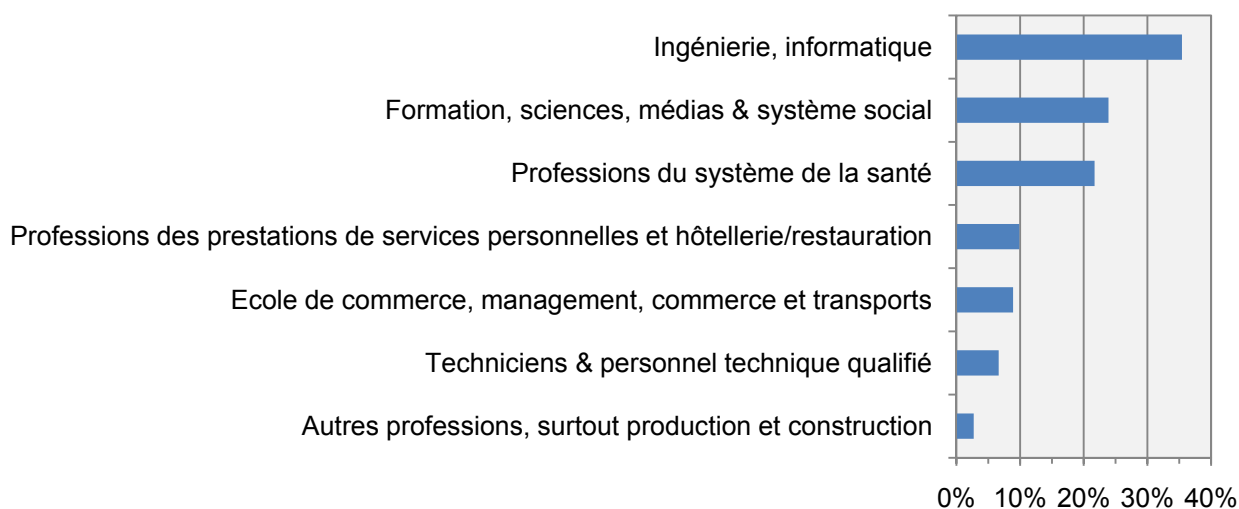 Ingénierie, informatique
Formation, sciences, médias & système social
Professions du système de la santé
Professions des prestations de services personnelles et hôtellerie/restauration
Ecole de commerce, management, commerce et transports
Techniciens & personnel technique qualifié
Autres professions, surtout production et construction
0% 10% 20% 30% 40%